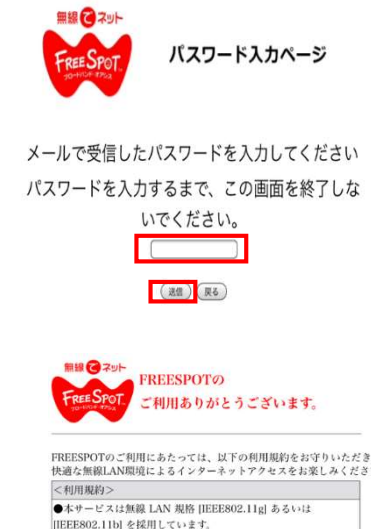 無線でネット
FREESPOT™
ブロードバンド・オアシス
パスワード入力ページ
メールで受信したパスワードを入力してください
パスワードを入力するまで、この画面を終了しな
いでください。
送信 戻る
無線でネット
FREESPOT™
ブロードバンド・オアシス
FREESPOTの
ご利用ありがとうございます。
FREESPOTのご利用にあたっては、以下の利用規約をお守りいただき
快適な無線LAN環境によるインターネットアクセスをお楽しみくださ
＜利用規約＞
●本サービスは無線 LAN 規格 [IEEE802.11g] あるいは
[IEEE802.11b] を採用しています。